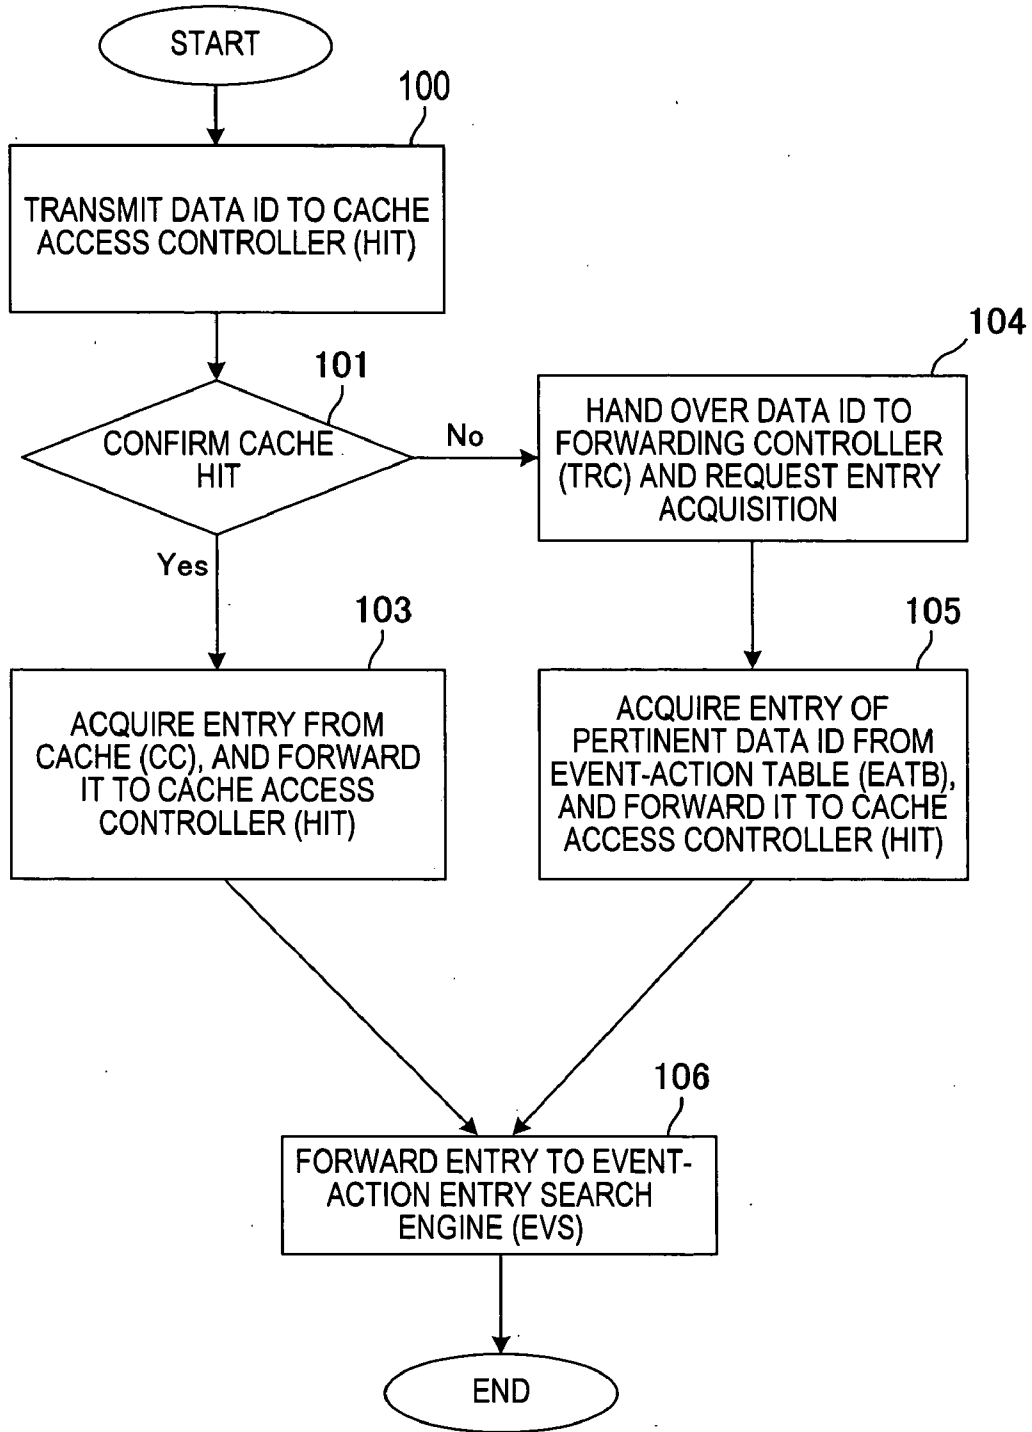 START
100
TRANSMIT DATA ID TO CACHE
ACCESS CONTROLLER (HIT)
101
CONFIRM CACHE
HIT
No
Yes
104
HAND OVER DATA ID TO
FORWARDING CONTROLLER
(TRC) AND REQUEST ENTRY
ACQUISITION
103
ACQUIRE ENTRY FROM
CACHE (CC), AND FORWARD
IT TO CACHE ACCESS
CONTROLLER (HIT)
105
ACQUIRE ENTRY OF
PERTINENT DATA ID FROM
EVENT-ACTION TABLE (EATB),
AND FORWARD IT TO CACHE
ACCESS CONTROLLER (HIT)
106
FORWARD ENTRY TO EVENT-
ACTION ENTRY SEARCH
ENGINE (EVS)
END